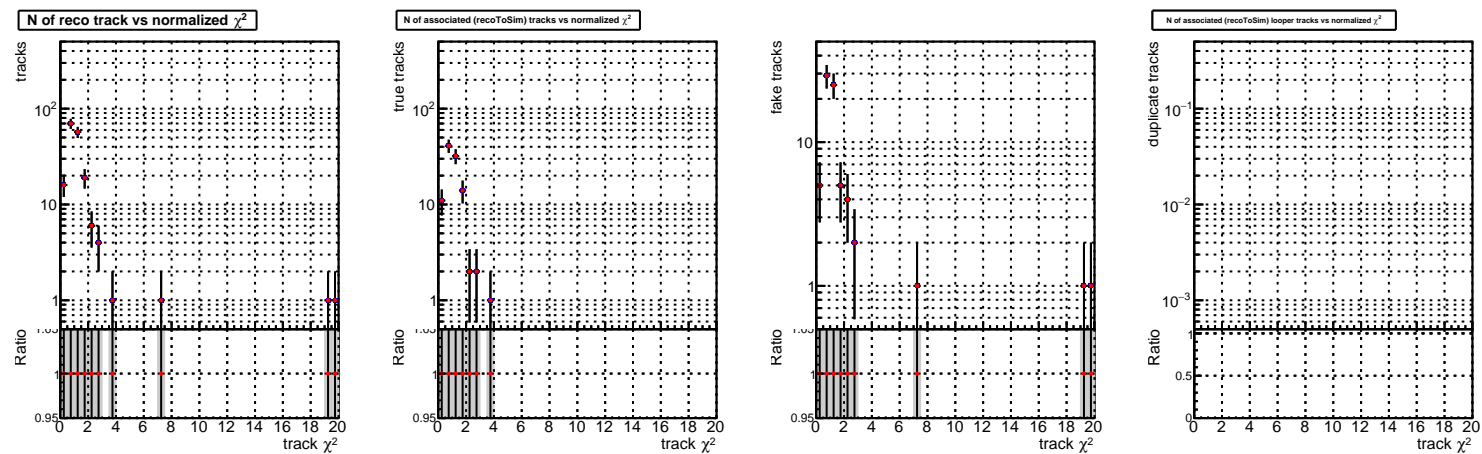 N of reco track vs normalized χ²
tracks
10²
10
1
Ratio
1.05
1
0.95
0 2 4 6 8 10 12 14 16 18 20
track χ²
N of associated (recoToSim) tracks vs normalized χ²
true tracks
10²
10
1
Ratio
1.05
1
0.95
0 2 4 6 8 10 12 14 16 18 20
track χ²
fake tracks
10
1
Ratio
1.05
1
0.95
0 2 4 6 8 10 12 14 16 18 20
track χ²
N of associated (recoToSim) looper tracks vs normalized χ²
duplicate tracks
10⁻¹
10⁻²
10⁻³
Ratio
1
0.5
0
0 2 4 6 8 10 12 14 16 18 20
track χ²